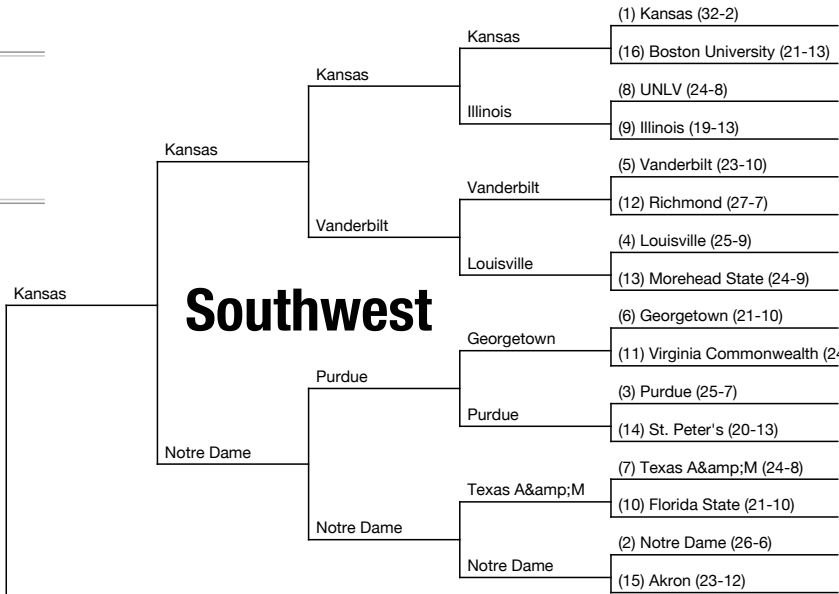 (1) Kansas (32-2)
Kansas
(16) Boston University (21-13)
Kansas
(8) UNLV (24-8)
Illinois
(9) Illinois (19-13)
Kansas
(5) Vanderbilt (23-10)
Vanderbilt
(12) Richmond (27-7)
Vanderbilt
(4) Louisville (25-9)
Louisville
(13) Morehead State (24-9)
Kansas
Southwest
(6) Georgetown (21-10)
Georgetown
(11) Virginia Commonwealth (24
Purdue
(3) Purdue (25-7)
Purdue
(14) St. Peter's (20-13)
Notre Dame
(7) Texas A&amp;M (24-8)
Texas A&amp;M
(10) Florida State (21-10)
Notre Dame
(2) Notre Dame (26-6)
Notre Dame
(15) Akron (23-12)